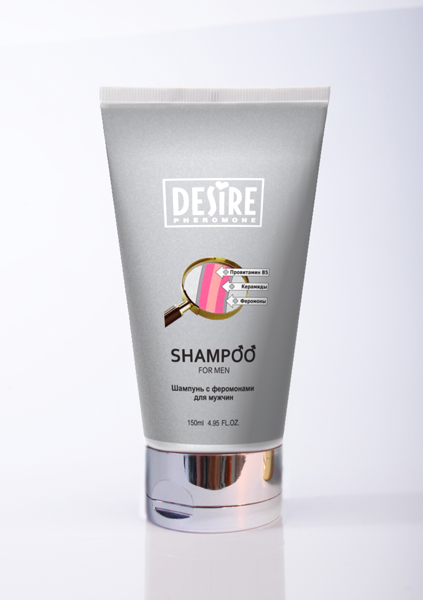 DESIRE
PHEROMONE
Провитамин B5
Керамиды
Феромоны
SHAMPOO
FOR MEN
Шампунь с феромонами
для мужчин
150ml 4.95 FL.OZ.